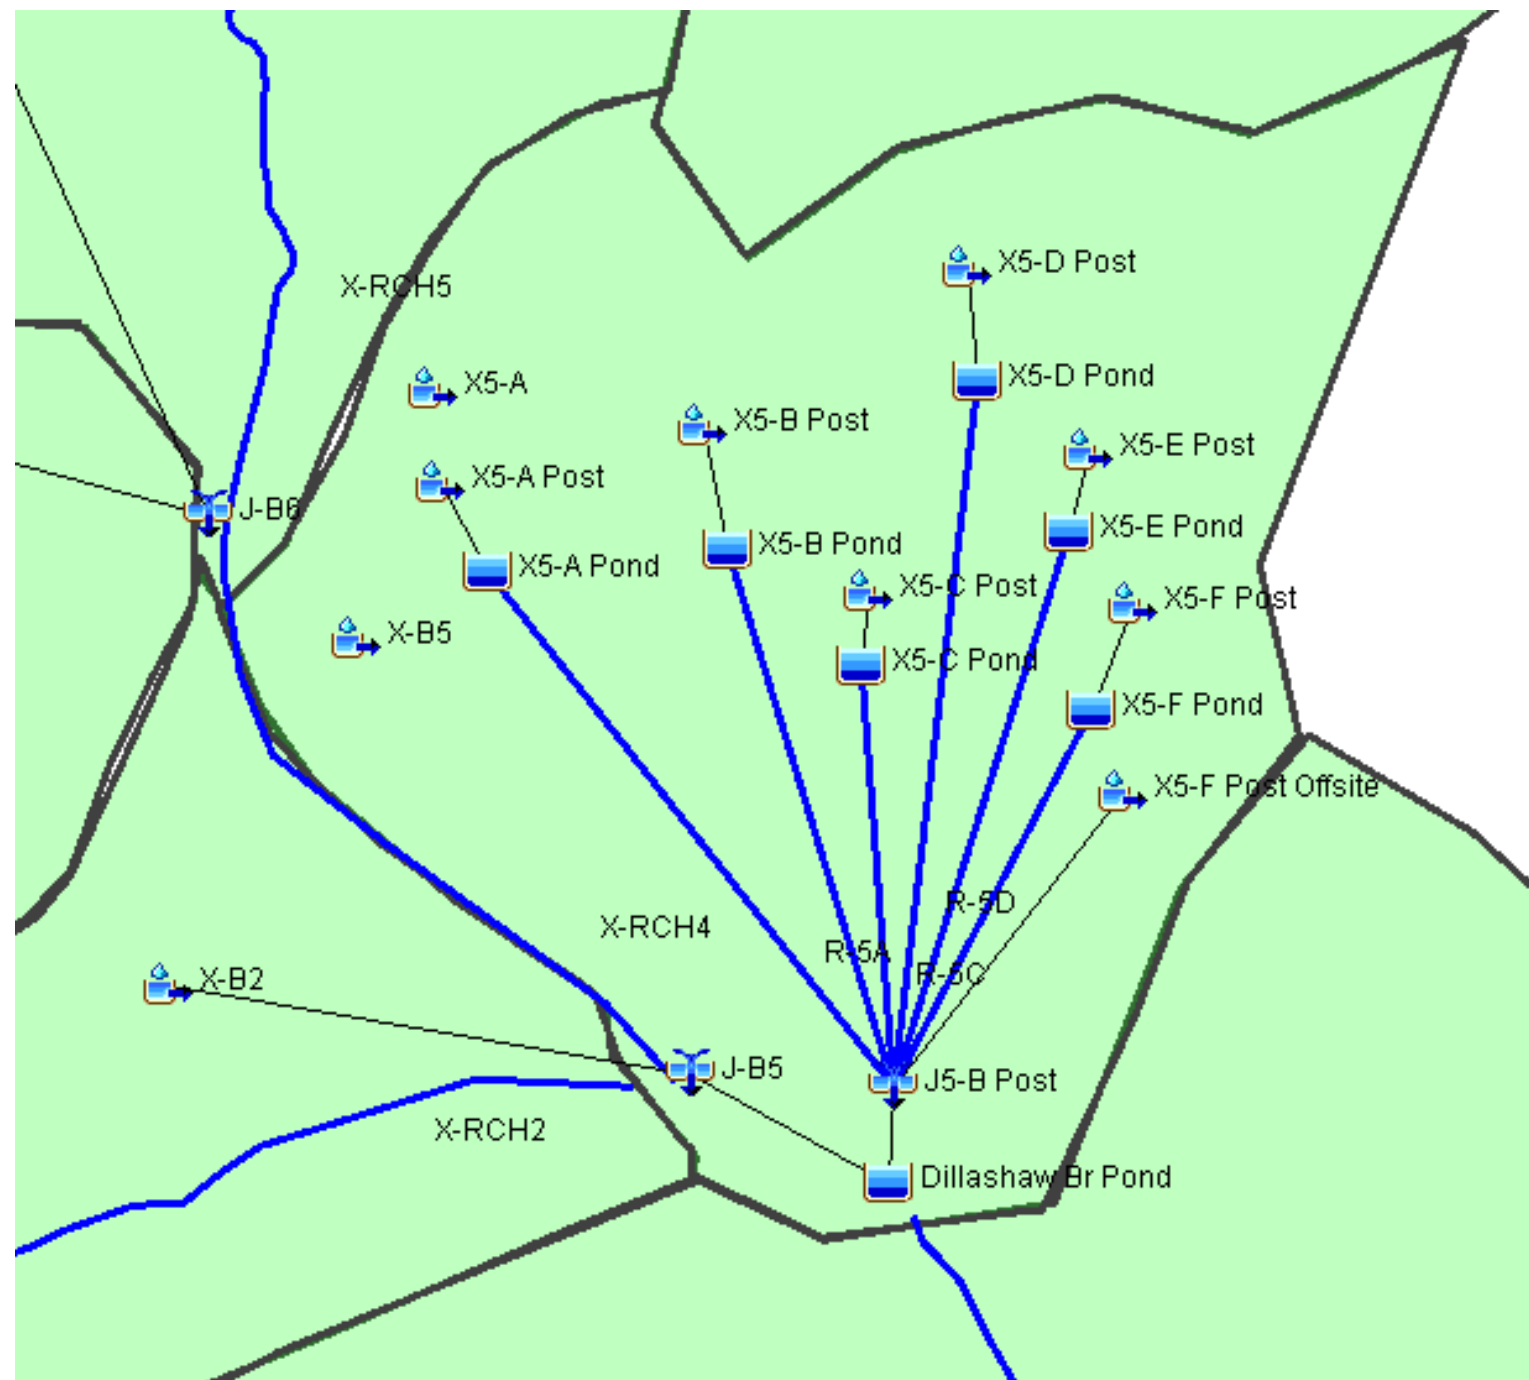 X5-D Post
X-RCH5
X5-D Pond
X5-A
X5-B Post
X5-E Post
X5-A Post
J-B6
X5-E Pond
X5-B Pond
X5-A Pond
X5-C Post
X5-F Post
X-B5
X5-C Pond
X5-F Pond
X5-F Post Offsite
R-5D
X-RCH4
R-5A
R-5C
X-B2
J-B5
J5-B Post
X-RCH2
Dillashaw Br Pond